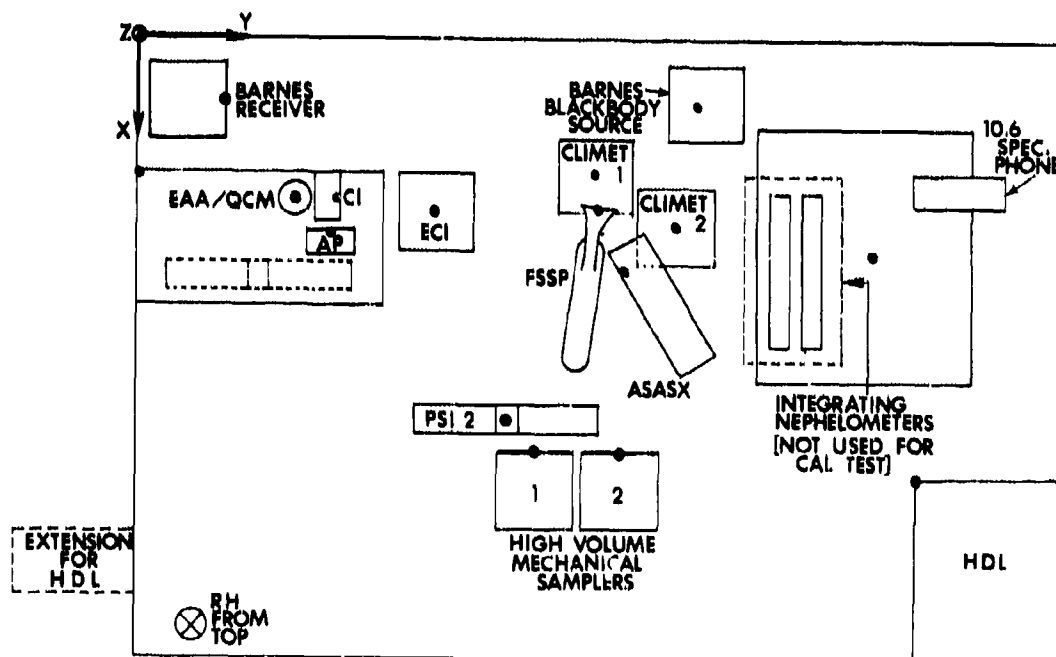 Z
Y
X
BARNES
RECEIVER
BARNES
BLACKBODY
SOURCE
10.6
SPEC.
PHONE
CLIMET
1
EAA/QCM
CI
AP
ECI
CLIMET
2
FSSP
ASASX
INTEGRATING
NEPHELOMETERS
[NOT USED FOR
CAL TEST]
PSI 2
1
2
HIGH VOLUME
MECHANICAL
SAMPLERS
EXTENSION
FOR
HDL
HDL
RH
FROM
TOP